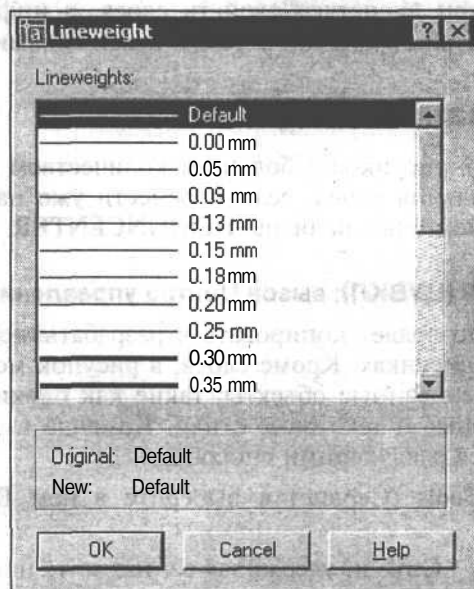 Lineweight
Lineweights:
Default
0.00 mm
0.05 mm
0.09 mm
0.13 mm
0.15 mm
0.18 mm
0.20 mm
0.25 mm
0.30 mm
0.35 mm
Original: Default
New: Default
OK Cancel Help